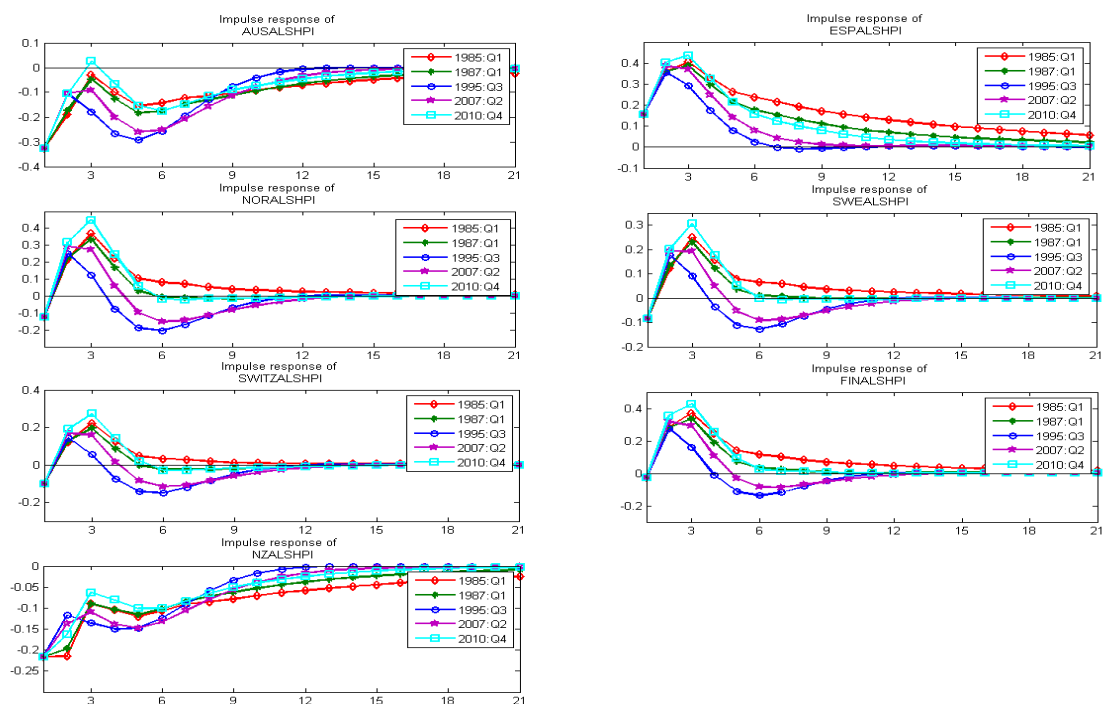 Impulse response of
AUSALSHPI
0.1
0
-0.1
-0.2
-0.3
-0.4
3
6
9
12
15
18
21
1985:Q1
1987:Q1
1995:Q3
2007:Q2
2010:Q4
Impulse response of
ESPALSHPI
0.4
0.3
0.2
0.1
0
-0.1
3
6
9
12
15
18
21
1985:Q1
1987:Q1
1995:Q3
2007:Q2
2010:Q4
Impulse response of
NORALSHPI
0.4
0.3
0.2
0.1
0
-0.1
-0.2
3
6
9
12
15
18
21
1985:Q1
1987:Q1
1995:Q3
2007:Q2
2010:Q4
Impulse response of
SWEALSHPI
0.3
0.2
0.1
0
-0.1
-0.2
3
6
9
12
15
18
21
1985:Q1
1987:Q1
1995:Q3
2007:Q2
2010:Q4
Impulse response of
SWITZALSHPI
0.4
0.2
0
-0.2
3
6
9
12
15
18
21
1985:Q1
1987:Q1
1995:Q3
2007:Q2
2010:Q4
Impulse response of
FINALSHPI
0.4
0.2
0
-0.2
3
6
9
12
15
18
21
1985:Q1
1987:Q1
1995:Q3
2007:Q2
2010:Q4
Impulse response of
NZALSHPI
0
-0.05
-0.1
-0.15
-0.2
-0.25
3
6
9
12
15
18
21
1985:Q1
1987:Q1
1995:Q3
2007:Q2
2010:Q4